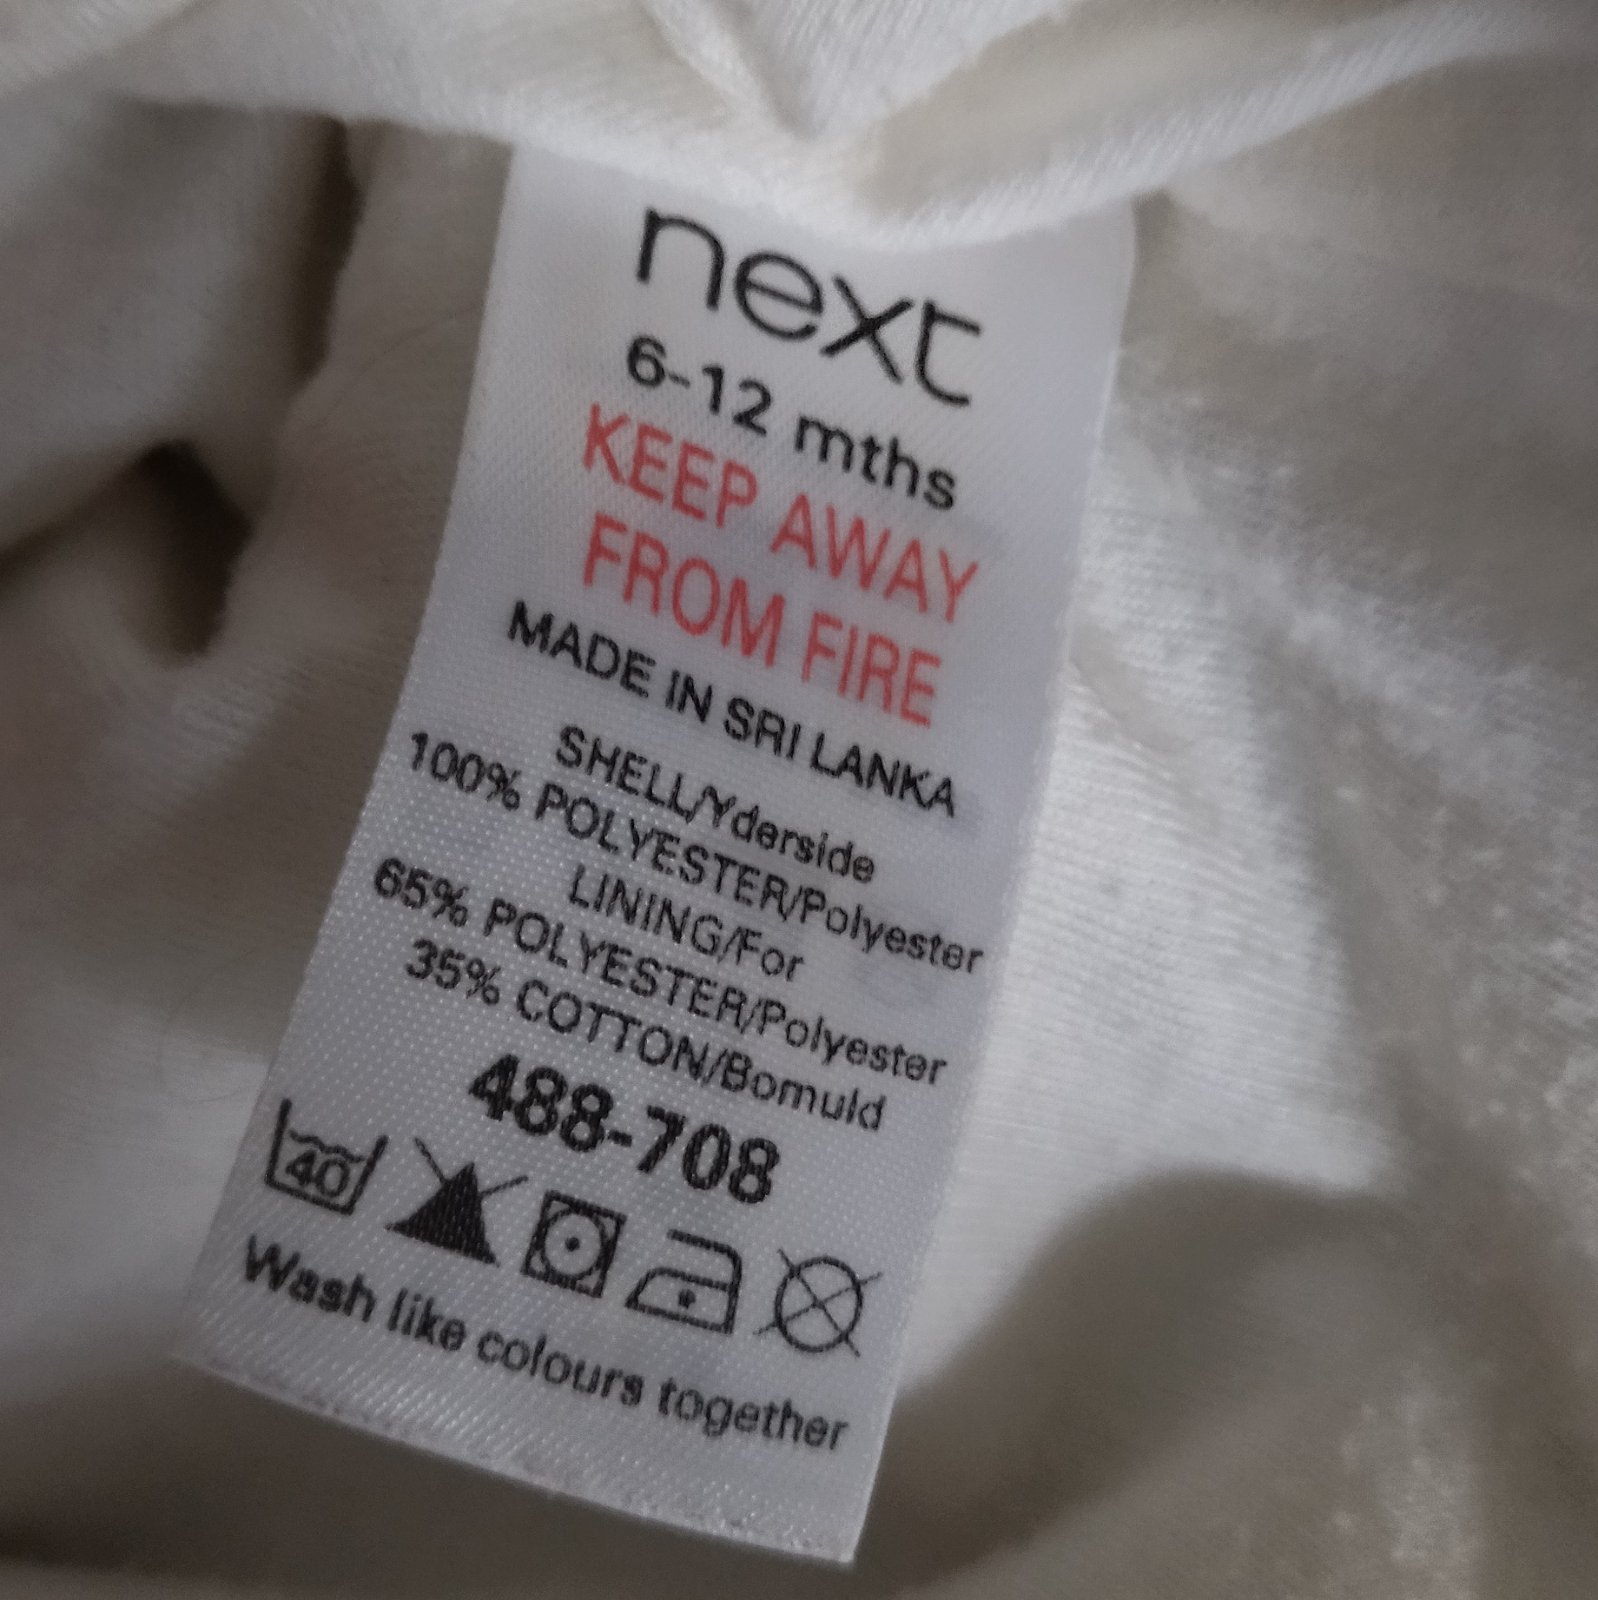 next
6-12 mths
KEEP AWAY
FROM FIRE
MADE IN SRI LANKA
SHELL/Yderside
100% POLYESTER/Polyester
LINING/For
65% POLYESTER/Polyester
35% COTTON/Bomuld
488-708
40
Wash like colours together